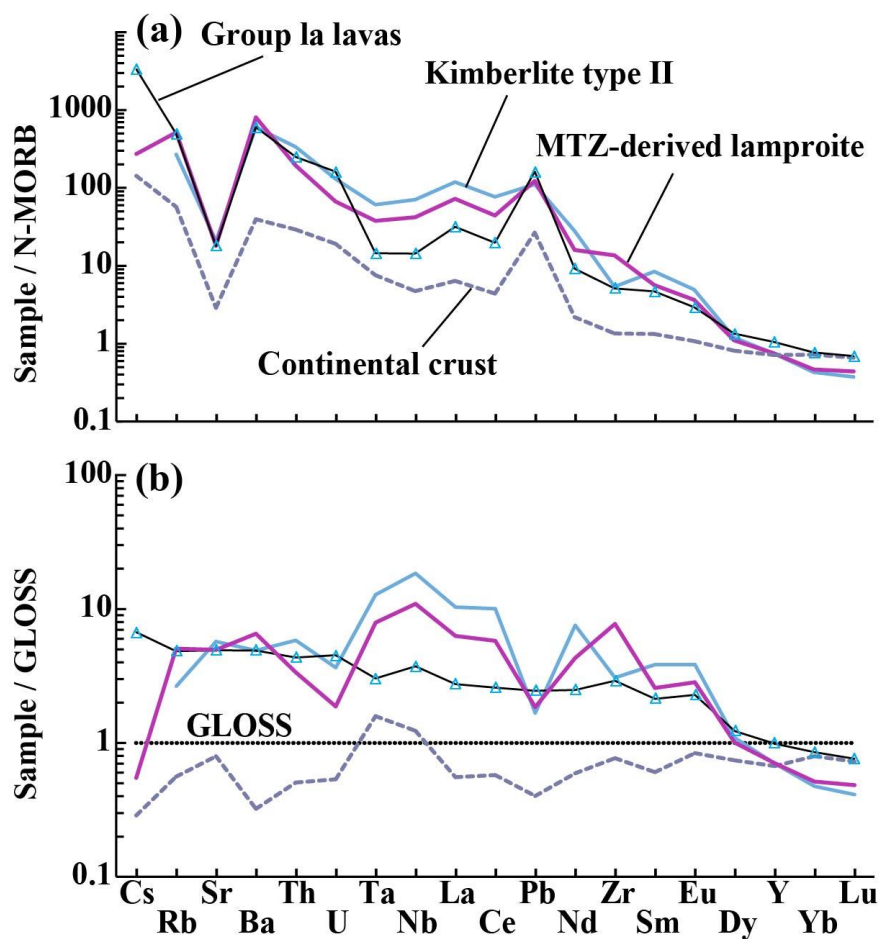 (a)
Group la lavas
Kimberlite type II
MTZ-derived lamproite
Continental crust
Sample / N-MORB
1000
100
10
1
0.1
(b)
GLOSS
Sample / GLOSS
100
10
1
0.1
Cs Sr Th Ta La Pb Zr Eu Y Lu
Rb Ba U Nb Ce Nd Sm Dy Yb